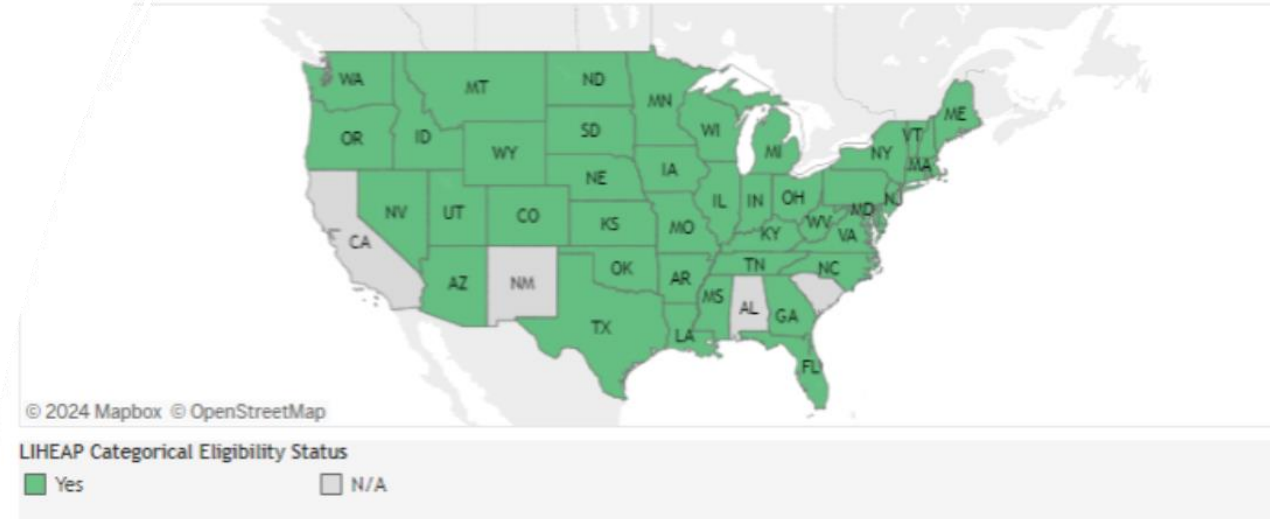 WA
MT
ND
MN
ME
OR
ID
SD
WI
VT
WY
MI
NY
MA
IA
NE
NV
UT
CO
IL
IN
OH
NJ
MD
KS
MO
WV
VA
KY
CA
AZ
NM
OK
AR
TN
NC
TX
MS
AL
GA
LA
FL
© 2024 Mapbox © OpenStreetMap
LIHEAP Categorical Eligibility Status
Yes
N/A